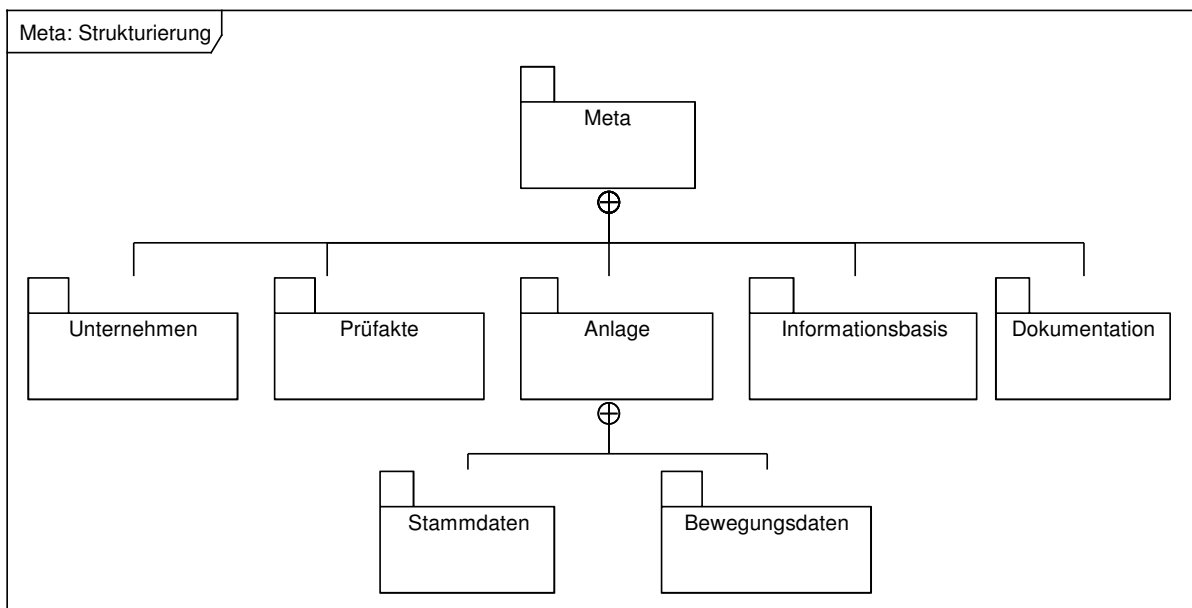 Meta: Strukturierung
Meta
Unternehmen
Prüfakte
Anlage
Informationsbasis
Dokumentation
Stammdaten
Bewegungsdaten